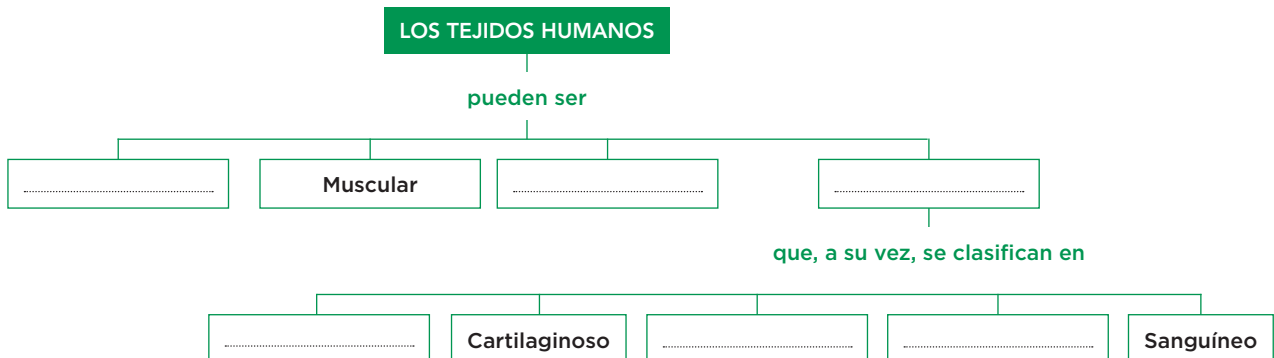 LOS TEJIDOS HUMANOS
pueden ser
Muscular
que, a su vez, se clasifican en
Cartilaginoso
Sanguíneo